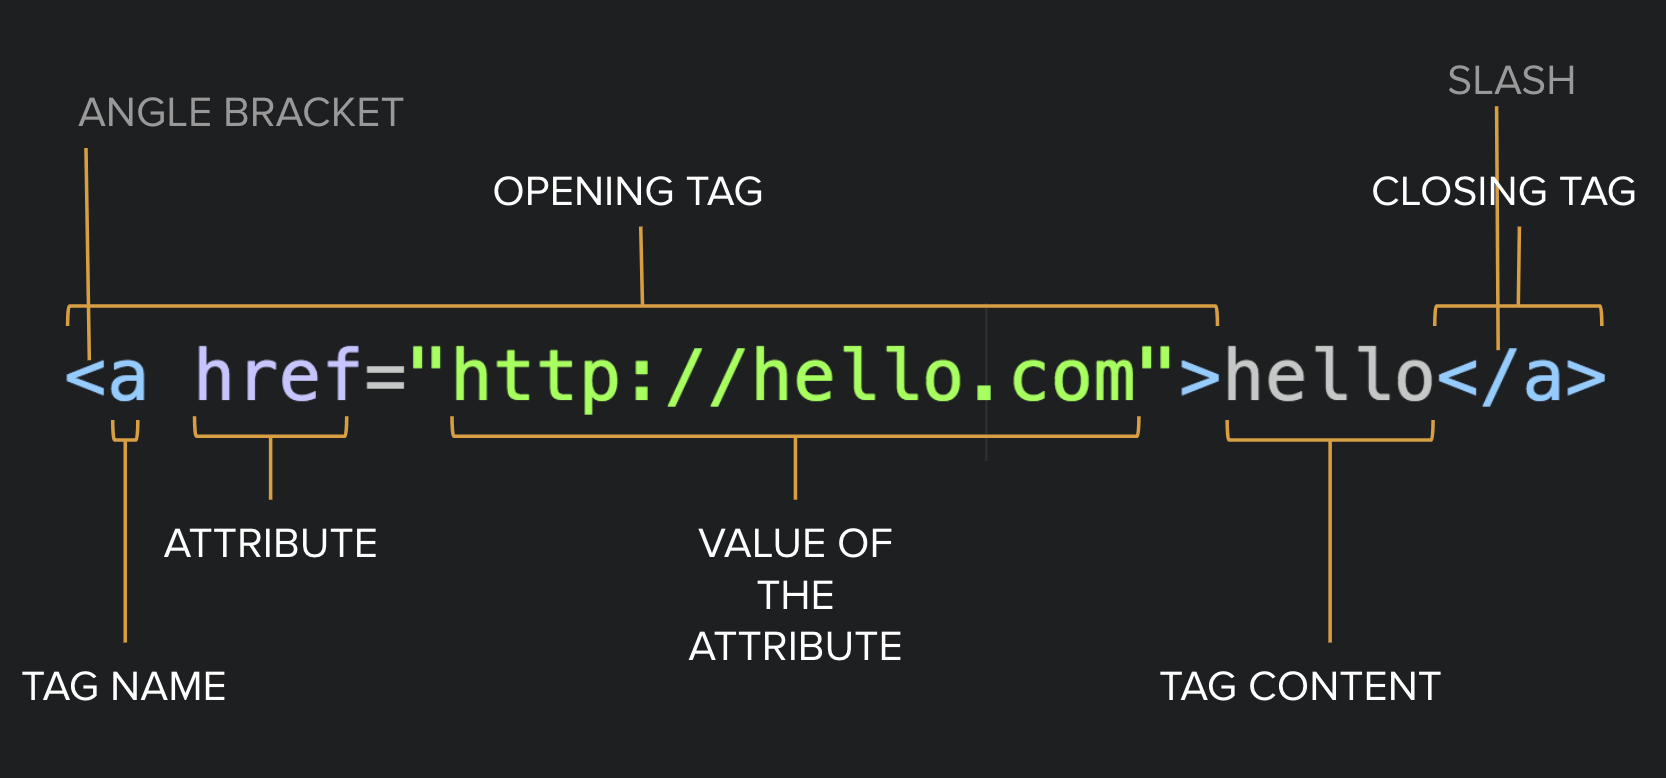 SLASH
ANGLE BRACKET
OPENING TAG
CLOSING TAG
<a href="http://hello.com">hello</a>
ATTRIBUTE
VALUE OF
THE
ATTRIBUTE
TAG NAME
TAG CONTENT